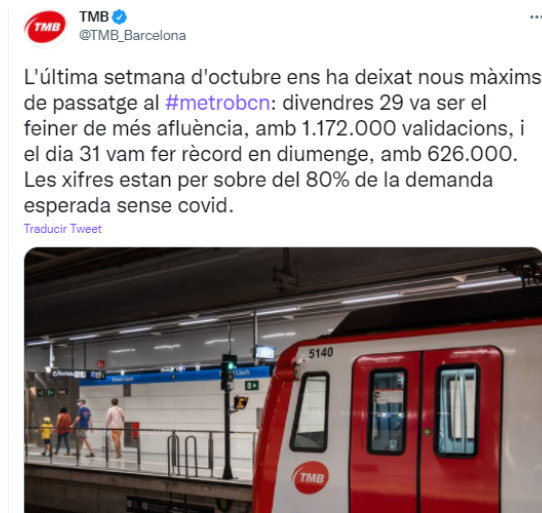 TMB
TMB
@TMB_Barcelona
L'última setmana d'octubre ens ha deixat nous màxims
de passatge al #metrobcn: divendres 29 va ser el
feiner de més afluència, amb 1.172.000 validacions, i
el dia 31 vam fer rècord en diumenge, amb 626.000.
Les xifres estan per sobre del 80% de la demanda
esperada sense covid.
Traducir Tweet
5140
TMB